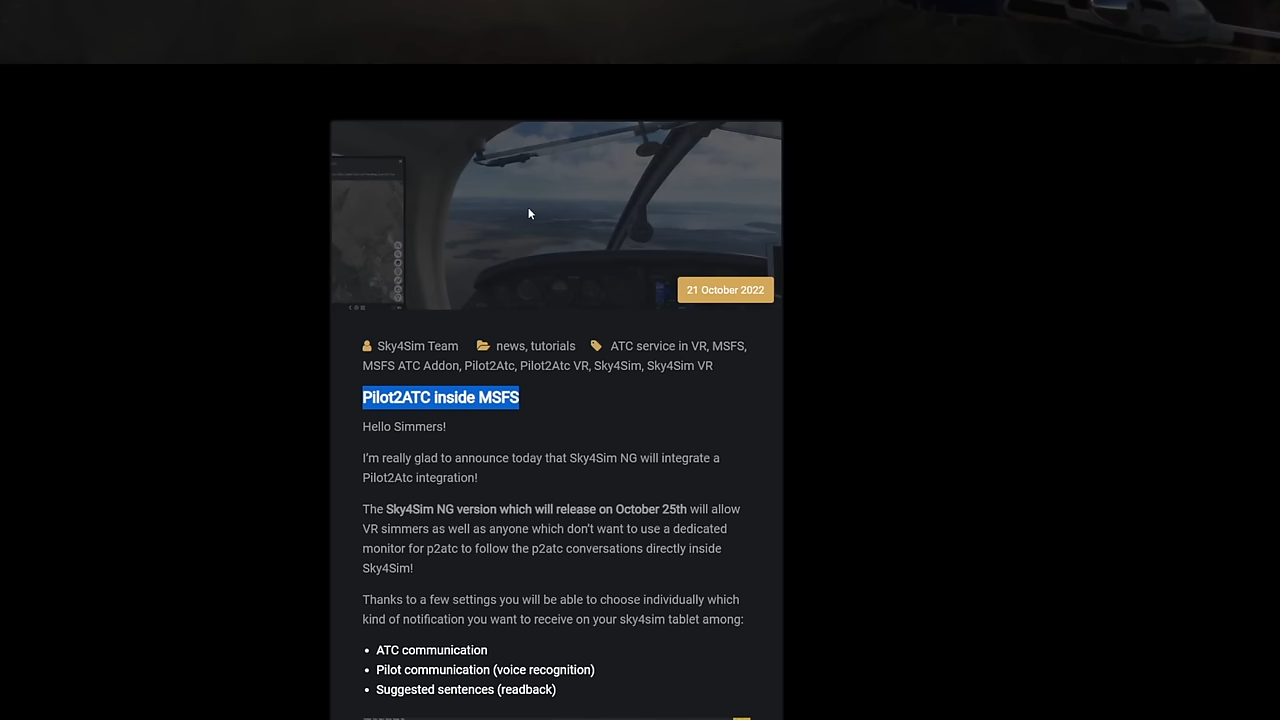 21 October 2022
Sky4Sim Team news, tutorials ATC service in VR, MSFS,
MSFS ATC Addon, Pilot2Atc, Pilot2Atc VR, Sky4Sim, Sky4Sim VR
Pilot2ATC inside MSFS
Hello Simmers!
I’m really glad to announce today that Sky4Sim NG will integrate a
Pilot2Atc integration!
The Sky4Sim NG version which will release on October 25th will allow
VR simmers as well as anyone which don’t want to use a dedicated
monitor for p2atc to follow the p2atc conversations directly inside
Sky4Sim!
Thanks to a few settings you will be able to choose individually which
kind of notification you want to receive on your sky4sim tablet among:
• ATC communication
• Pilot communication (voice recognition)
• Suggested sentences (readback)